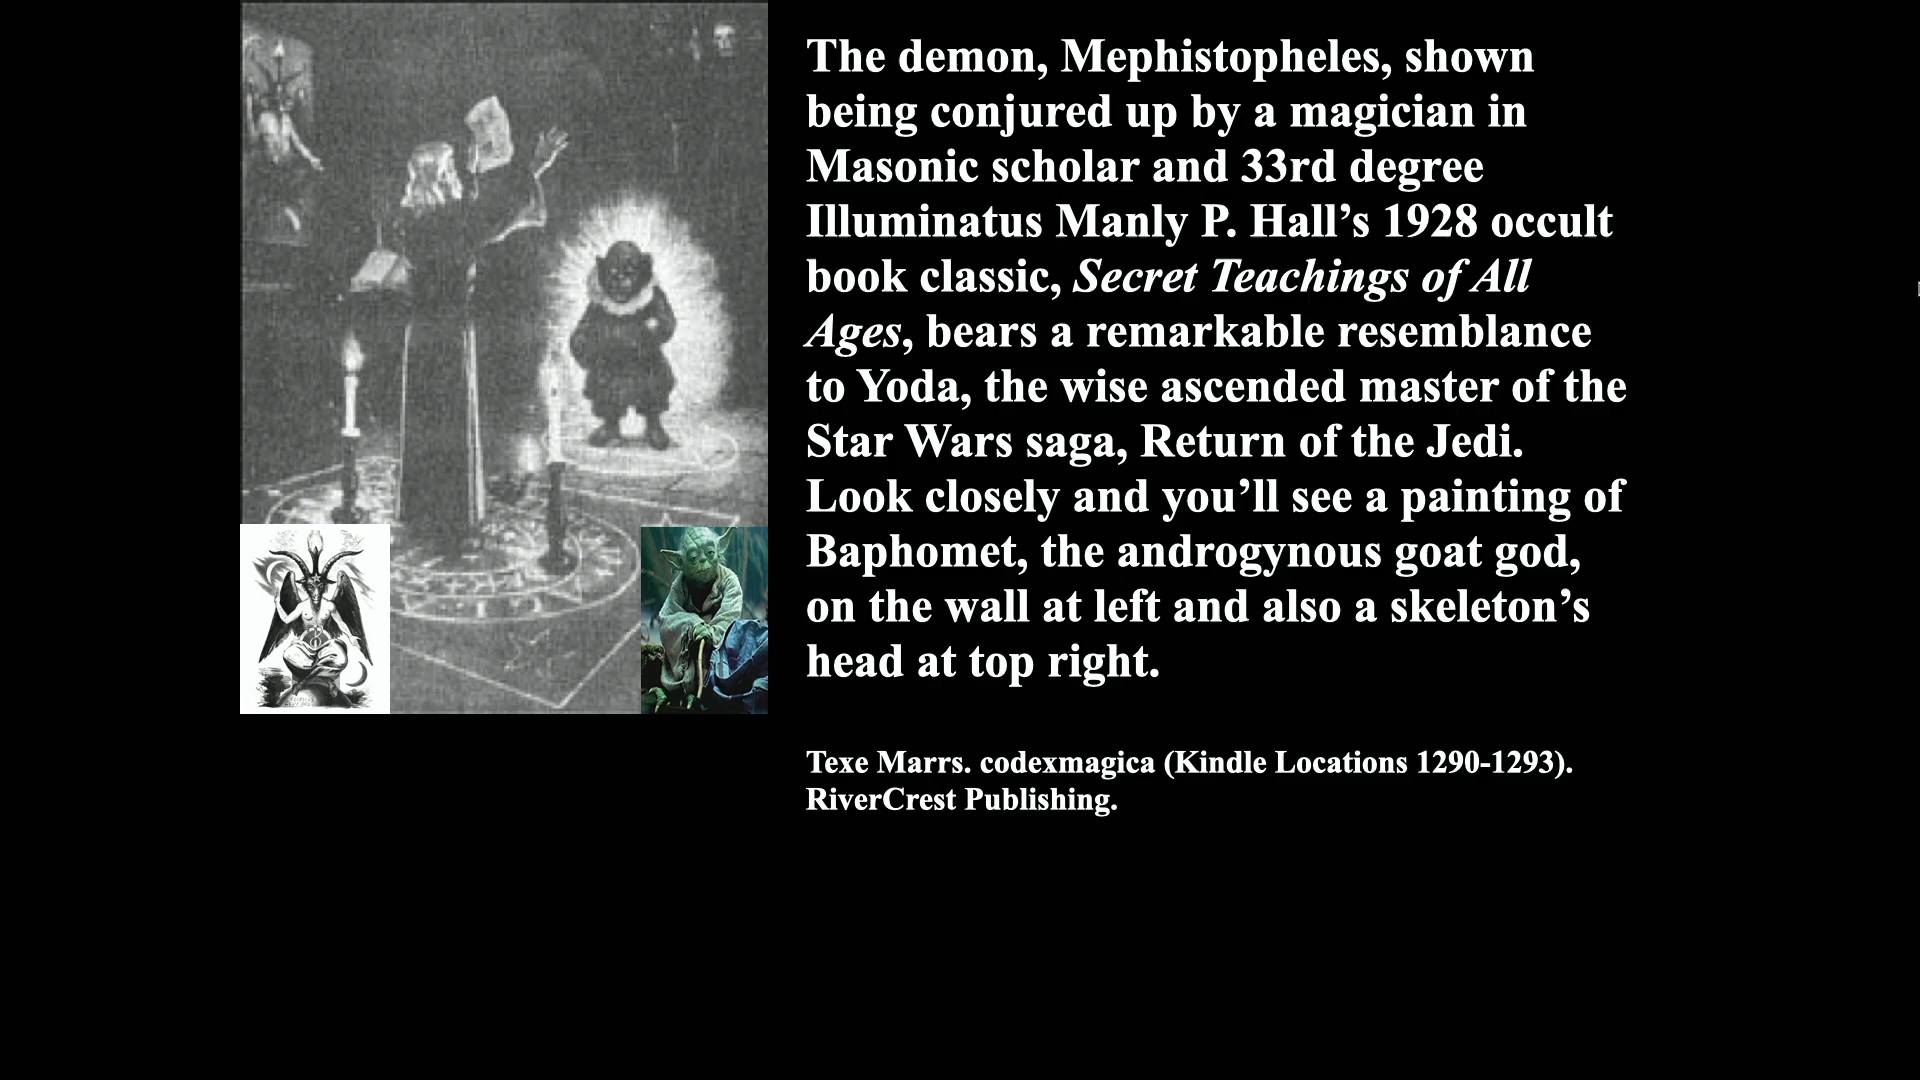 The demon, Mephistopheles, shown
being conjured up by a magician in
Masonic scholar and 33rd degree
Illuminatus Manly P. Hall’s 1928 occult
book classic, Secret Teachings of All
Ages, bears a remarkable resemblance
to Yoda, the wise ascended master of the
Star Wars saga, Return of the Jedi.
Look closely and you’ll see a painting of
Baphomet, the androgynous goat god,
on the wall at left and also a skeleton’s
head at top right.
Texe Marrs. codexmagica (Kindle Locations 1290-1293).
RiverCrest Publishing.